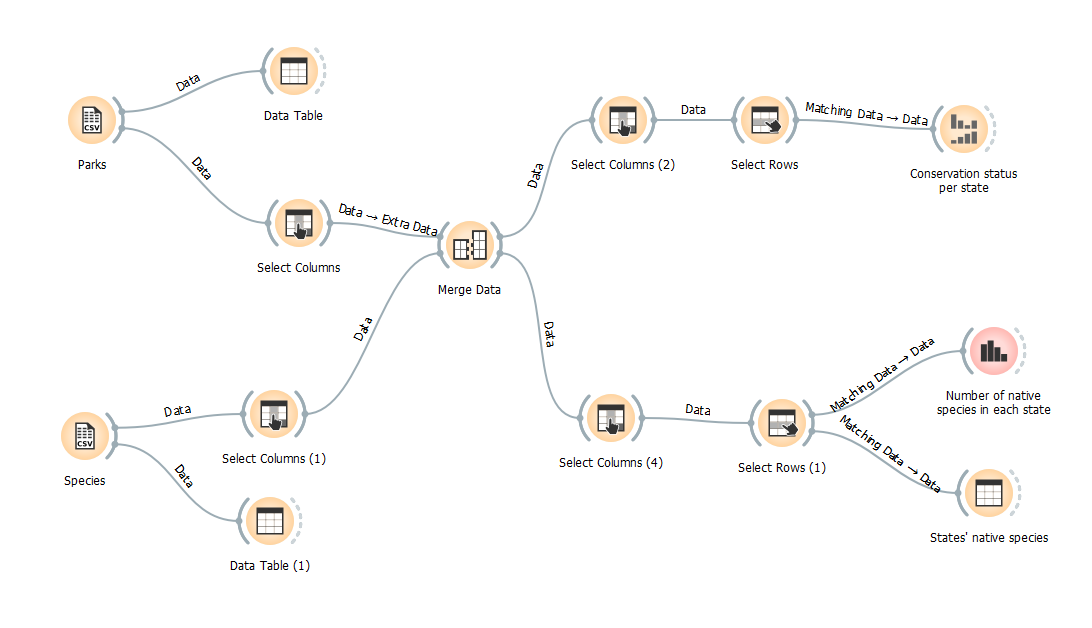 Data
Data Table
CSV
Parks
Data
Select Columns
Data → Extra Data
Merge Data
Data
Select Columns (2)
Data
Select Rows
Matching Data → Data
Conservation status
per state
CSV
Species
Data
Select Columns (1)
Data
Data
Data Table (1)
Data
Select Columns (4)
Data
Select Rows (1)
Matching Data → Data
Number of native
species in each state
Matching Data → Data
States' native species